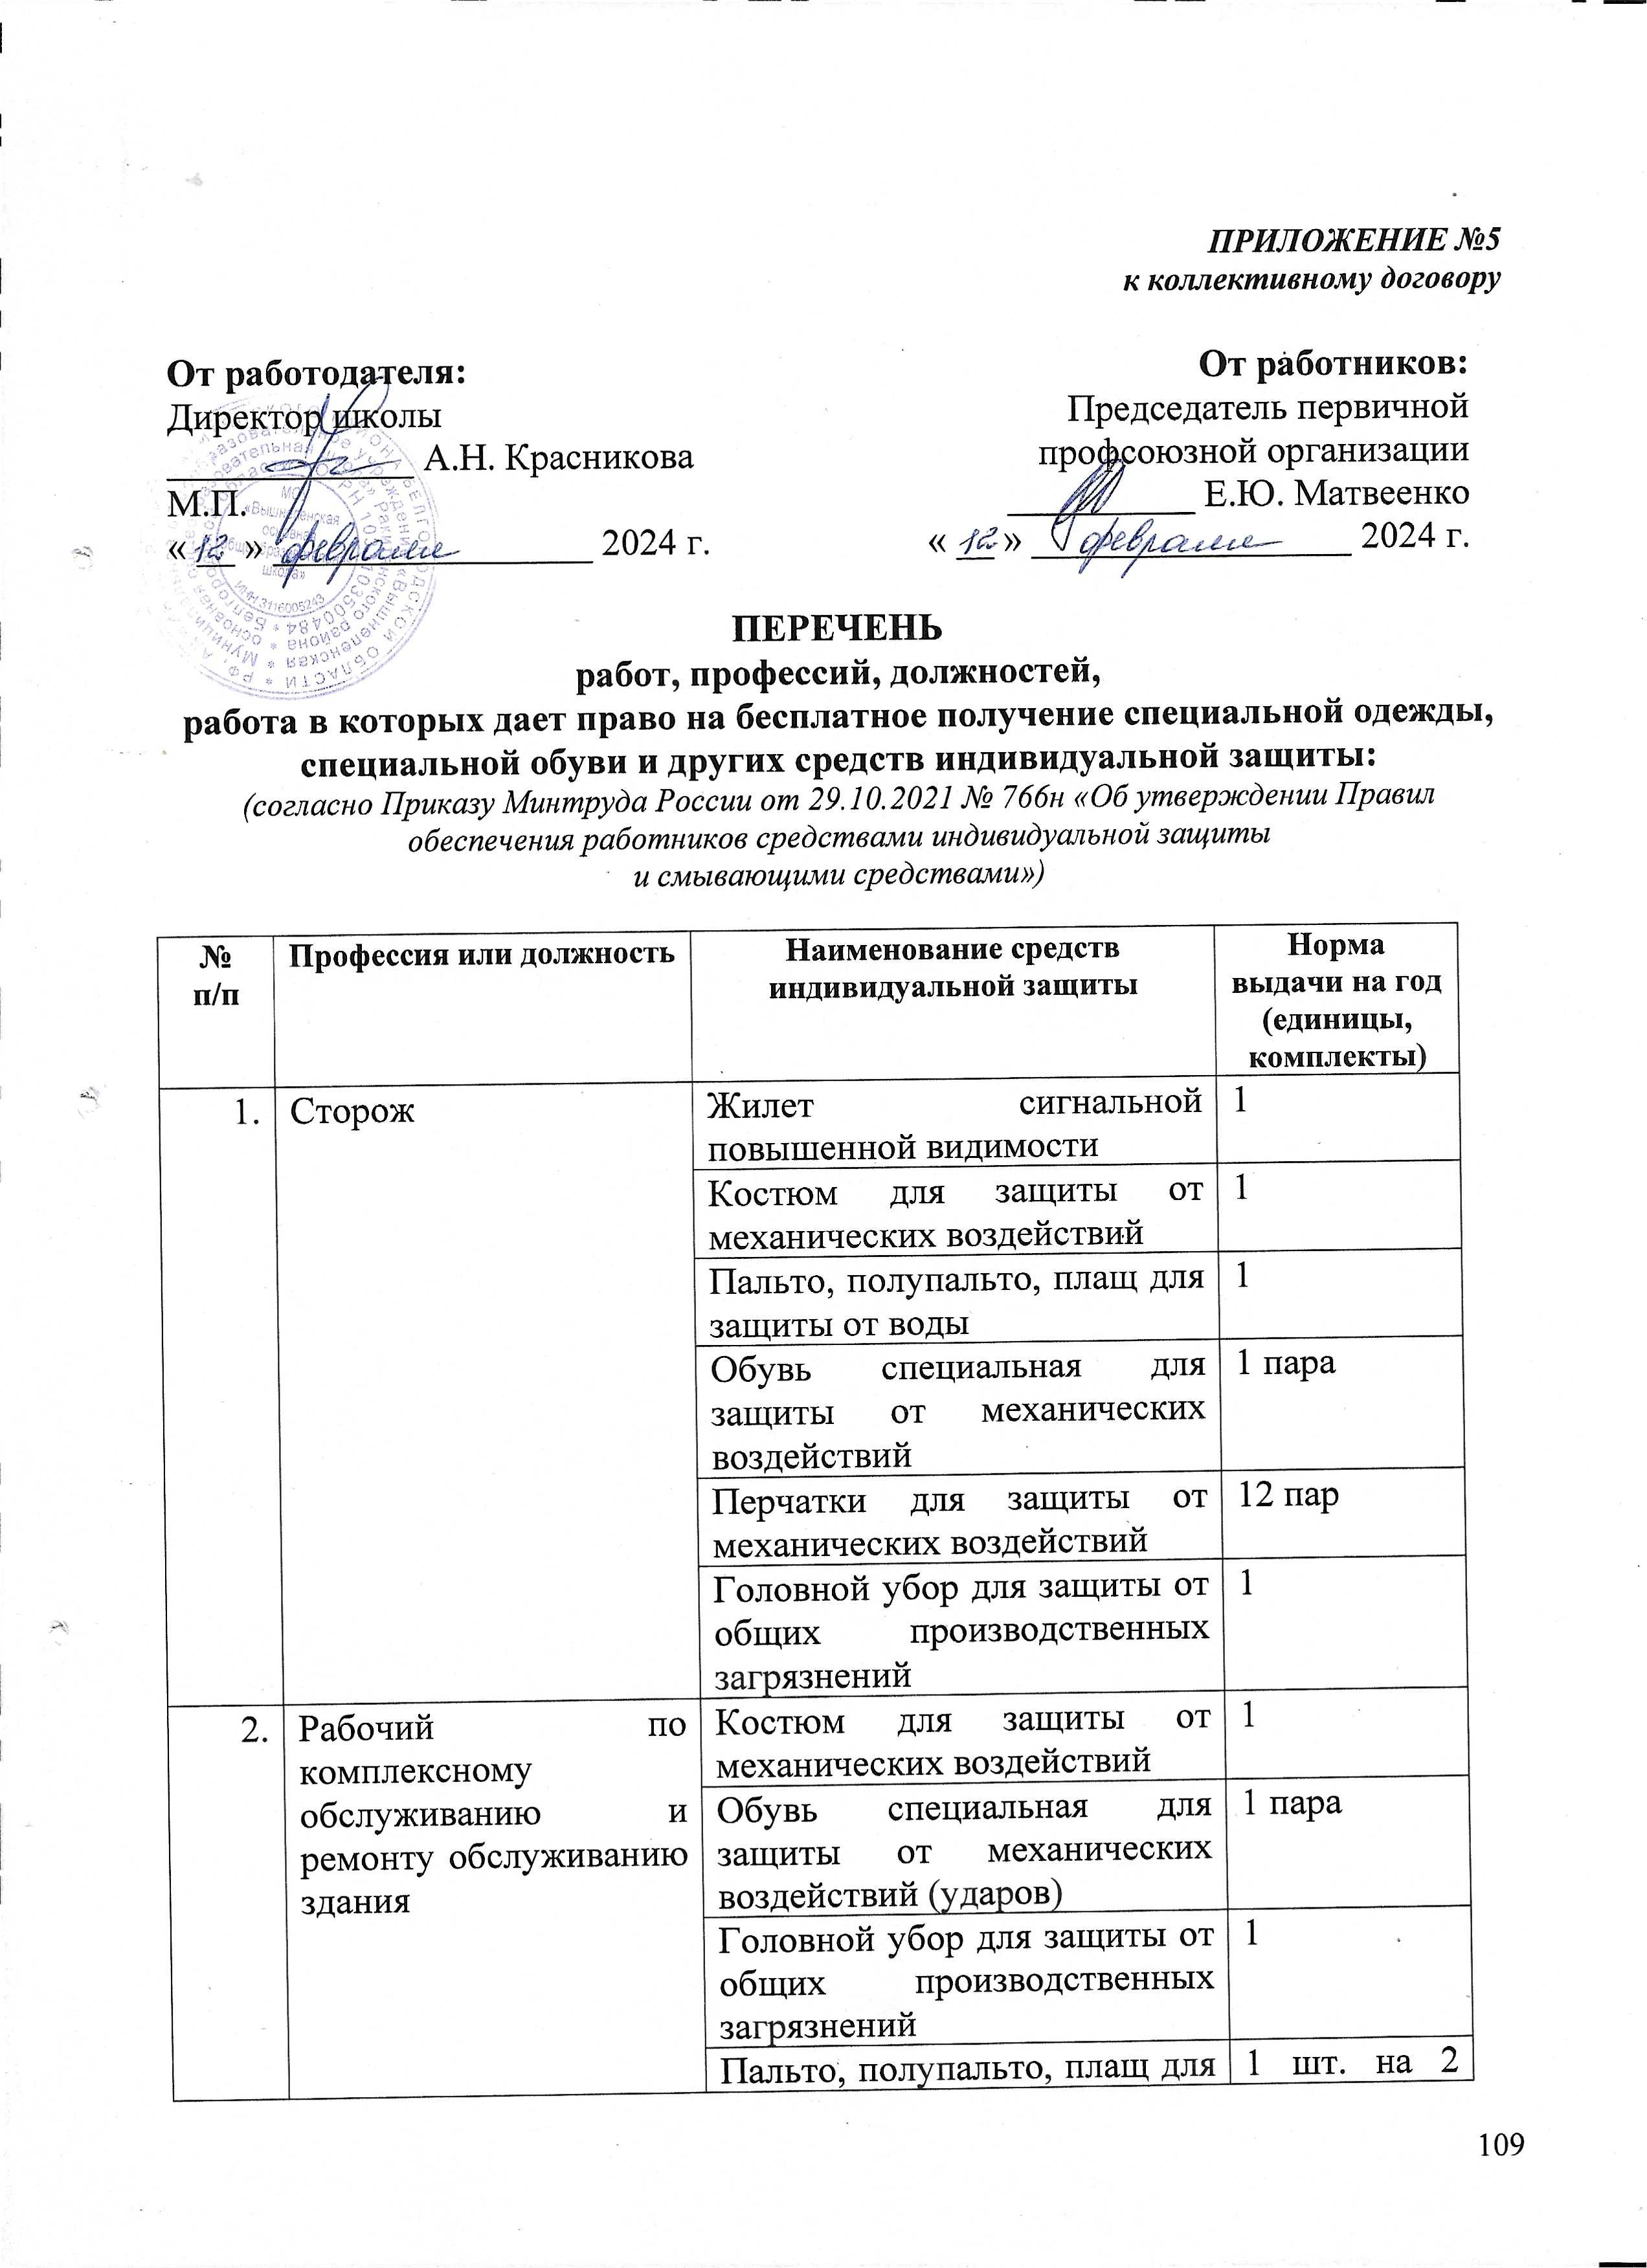 ПРИЛОЖЕНИЕ №5
к коллективному договору
От работодателя:
Директор школы
А.Н. Красникова
М.П.
« 12 » февраля 2024 г.
От работников:
Председатель первичной
профсоюзной организации
Е.Ю. Матвеенко
« 12 » февраля 2024 г.
ИНН 3116005243
школа»
ПЕРЕЧЕНЬ
работ, профессий, должностей,
работа в которых дает право на бесплатное получение специальной одежды,
специальной обуви и других средств индивидуальной защиты:
(согласно Приказу Минтруда России от 29.10.2021 № 766н «Об утверждении Правил
обеспечения работников средствами индивидуальной защиты
и смывающими средствами»)
№
п/п
Профессия или должность
Наименование средств
индивидуальной защиты
Норма
выдачи на год
(единицы,
комплекты)
1.
Сторож
Жилет сигнальной
повышенной видимости
1
Костюм для защиты от
механических воздействий
1
Пальто, полупальто, плащ для
защиты от воды
1
Обувь специальная для
защиты от механических
воздействий
1 пара
Перчатки для защиты от
механических воздействий
12 пар
Головной убор для защиты от
общих производственных
загрязнений
1
2.
Рабочий по
комплексному
обслуживанию и
ремонту обслуживанию
здания
Костюм для защиты от
механических воздействий
1
Обувь специальная для
защиты от механических
воздействий (ударов)
1 пара
Головной убор для защиты от
общих производственных
загрязнений
1
Пальто, полупальто, плащ для
1 шт. на 2
109